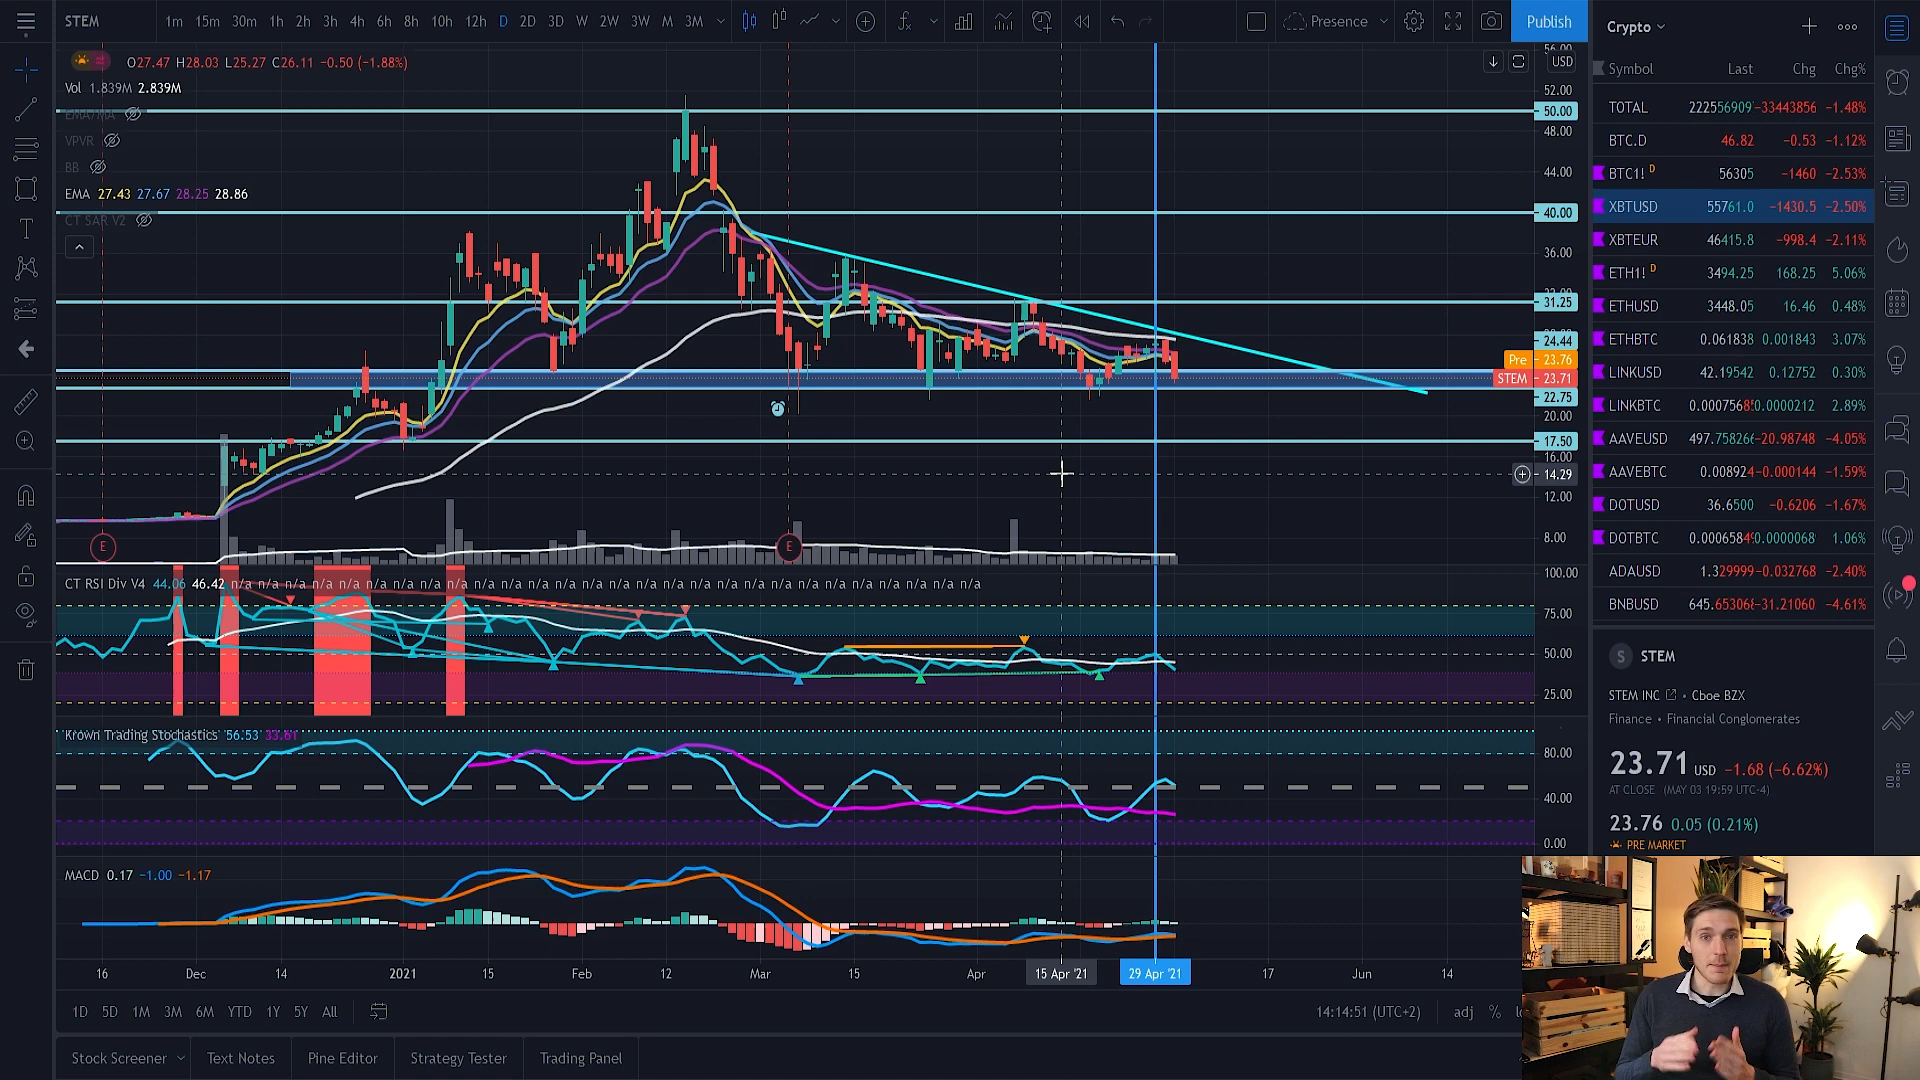 STEM 1m 15m 30m 1h 2h 3h 4h 6h 8h 10h 12h D 2D 3D W 2W 3W M 3M Presence Publish
O27.47 H28.03 L25.27 C26.11 −0.50 (−1.88%)
Vol 1.839M 2.839M
EMA/MA
VPVR
BB
EMA 27.43 27.67 28.25 28.86
CT SAR V2
E
E
USD
56.00
52.00
50.00
48.00
44.00
40.00
36.00
31.25
24.44
Pre 23.76
STEM 23.71
22.75
20.00
17.50
16.00
14.29
12.00
8.00
CT RSI Div V4 44.06 46.42 n/a n/a n/a n/a n/a n/a n/a n/a n/a n/a n/a n/a n/a n/a n/a n/a n/a n/a n/a n/a n/a n/a n/a n/a n/a n/a n/a n/a
100.00
75.00
50.00
25.00
Krown Trading Stochastics 56.53 33.61
80.00
40.00
0.00
MACD 0.17 −1.00 −1.17
16 Dec 14 2021 15 Feb 12 Mar 15 Apr 15 Apr '21 29 Apr '21 17 Jun 14
1D 5D 1M 3M 6M YTD 1Y 5Y All
14:14:51 (UTC+2) adj %
Stock Screener Text Notes Pine Editor Strategy Tester Trading Panel
Crypto
Symbol Last Chg Chg%
TOTAL 222556909 −33443856 −1.48%
BTC.D 46.82 −0.53 −1.12%
BTC1! D 56305 −1460 −2.53%
XBTUSD 55761.0 −1430.5 −2.50%
XBTEUR 46415.8 −998.4 −2.11%
ETH1! D 3494.25 168.25 5.06%
ETHUSD 3448.05 16.46 0.48%
ETHBTC 0.061838 0.001843 3.07%
LINKUSD 42.19542 0.12752 0.30%
LINKBTC 0.00075685 0.0000212 2.89%
AAVEUSD 497.75826 −20.98748 −4.05%
AAVEBTC 0.008924 −0.000144 −1.59%
DOTUSD 36.6500 −0.6206 −1.67%
DOTBTC 0.00065849 0.0000068 1.06%
ADAUSD 1.329999 −0.032768 −2.40%
BNBUSD 645.65306 −31.21060 −4.61%
S STEM
STEM INC • Cboe BZX
Finance • Financial Conglomerates
23.71 USD −1.68 (−6.62%)
AT CLOSE (MAY 03 19:59 UTC-4)
23.76 0.05 (0.21%)
PRE MARKET